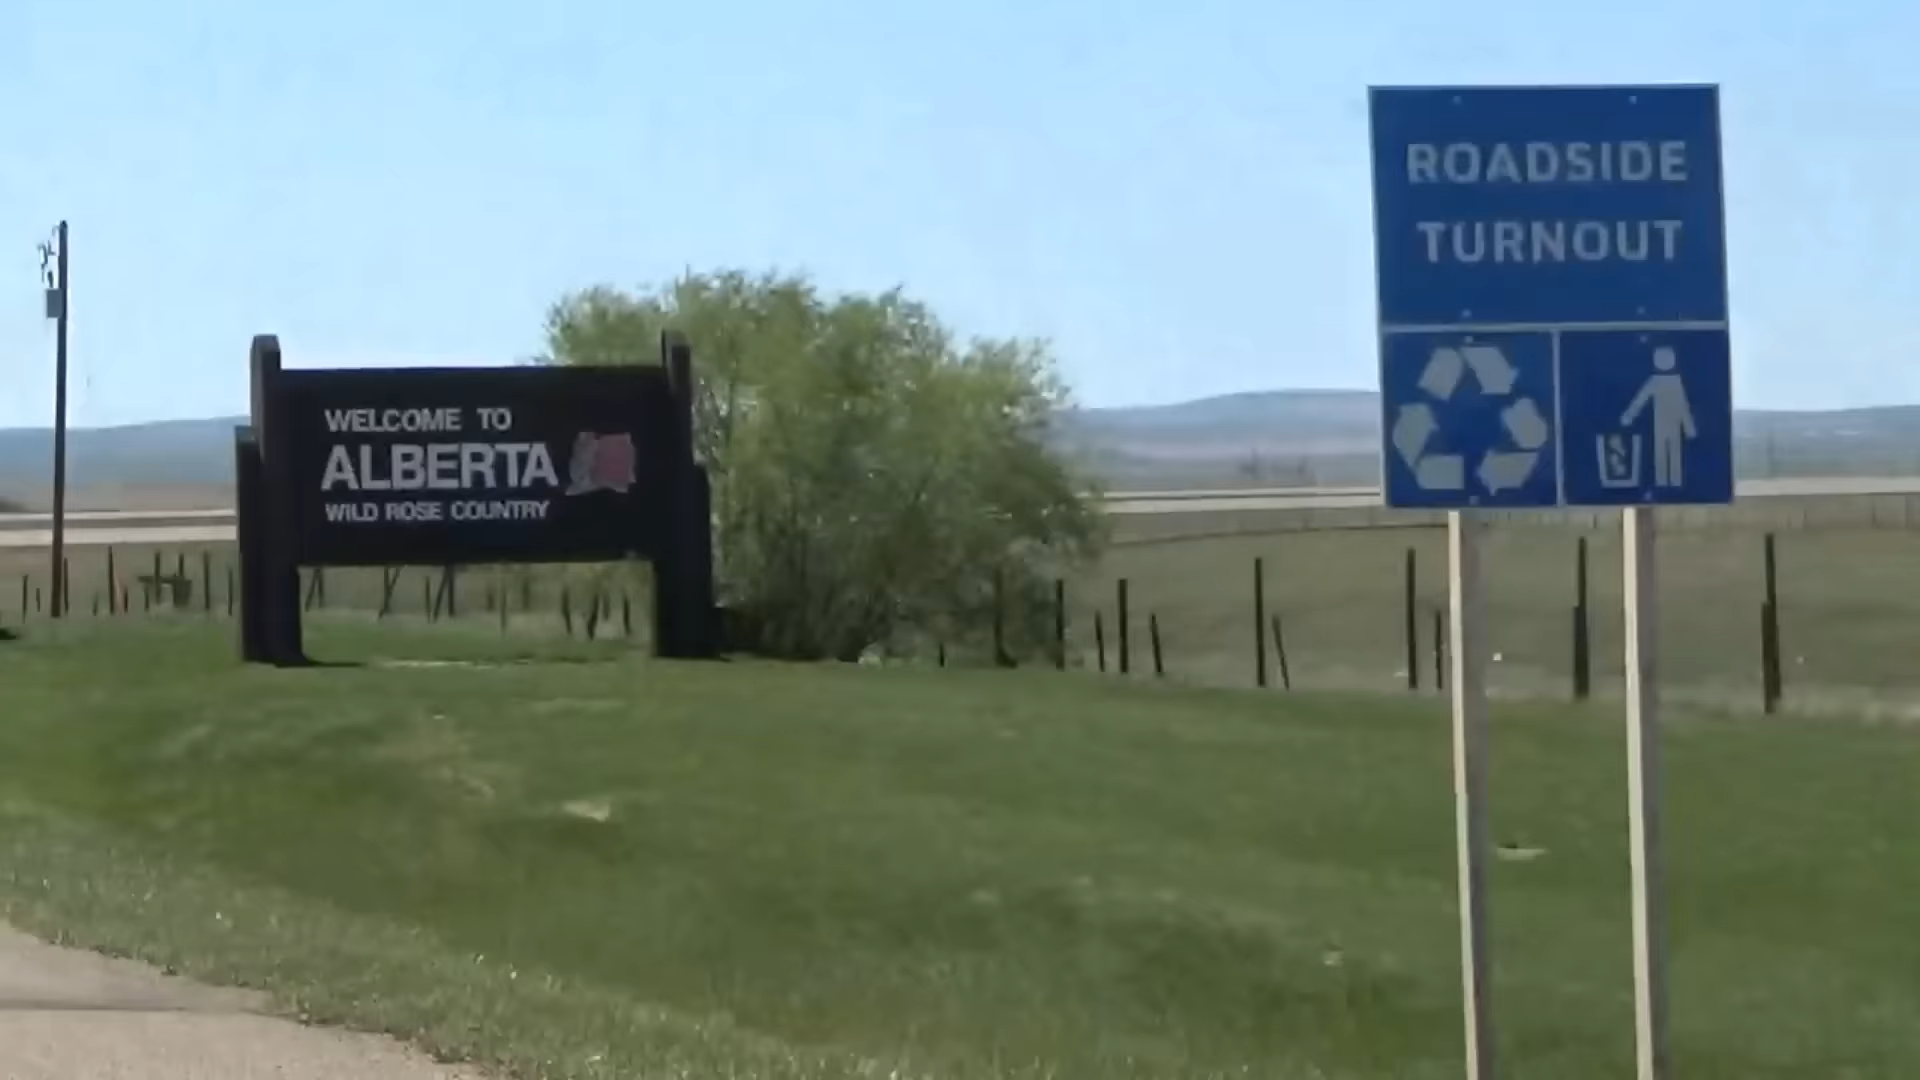 WELCOME TO
ALBERTA
WILD ROSE COUNTRY
ROADSIDE
TURNOUT